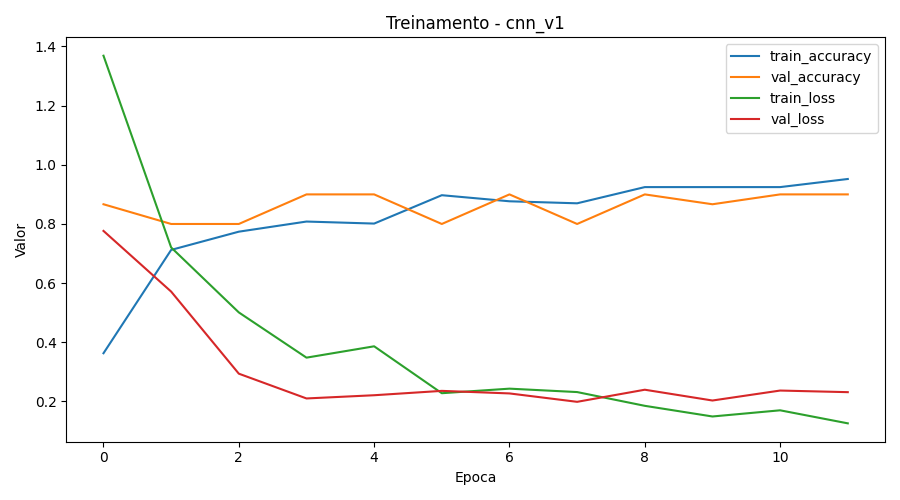 Treinamento - cnn_v1
1.4
1.2
1.0
0.8
0.6
0.4
0.2
Valor
train_accuracy
val_accuracy
train_loss
val_loss
0 2 4 6 8 10
Epoca